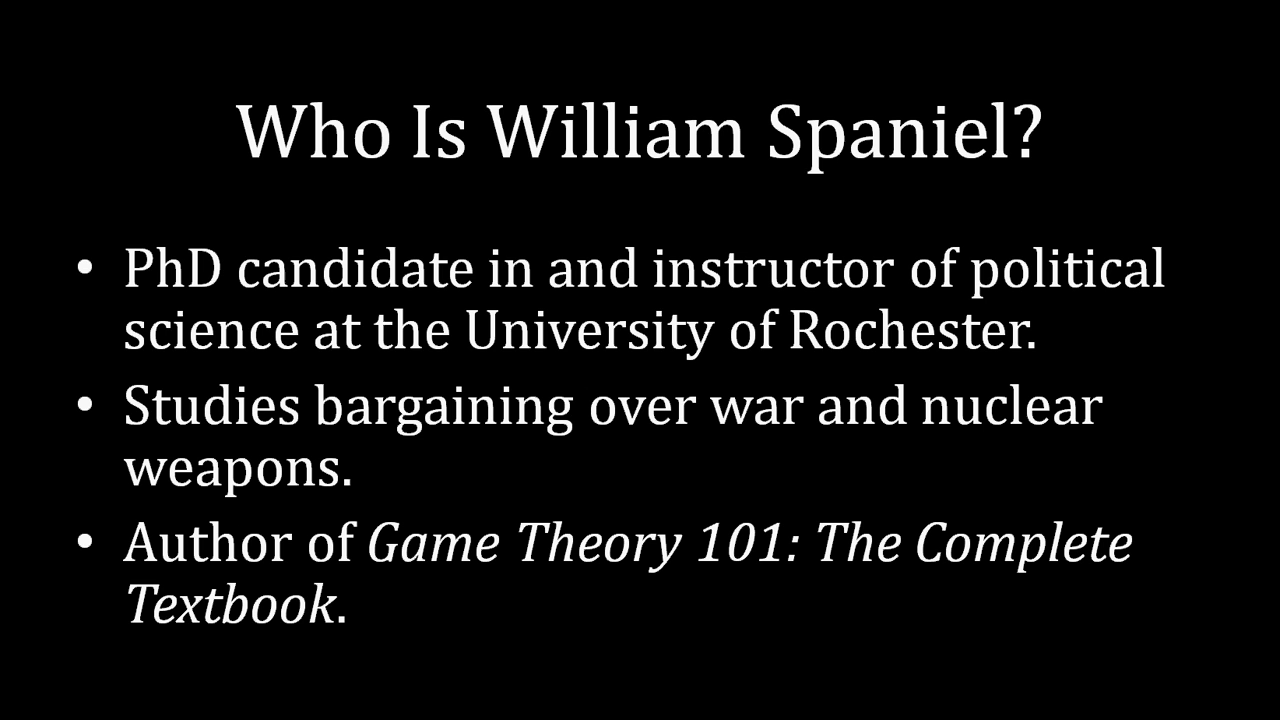 Who Is William Spaniel?
• PhD candidate in and instructor of political
science at the University of Rochester.
• Studies bargaining over war and nuclear
weapons.
• Author of Game Theory 101: The Complete
Textbook.